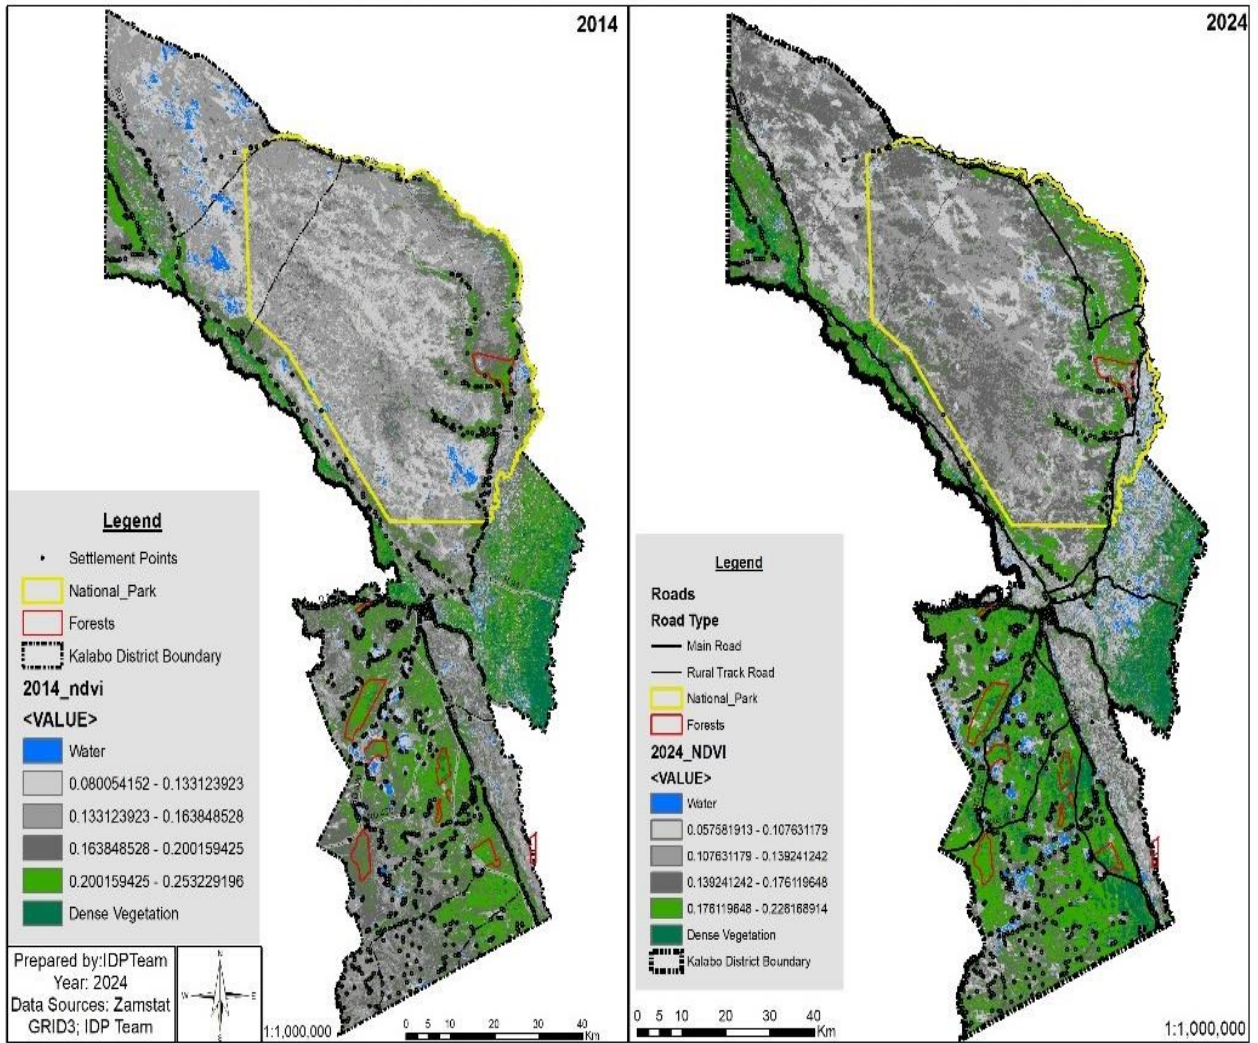 2014
Legend
Settlement Points
National_Park
Forests
Kalabo District Boundary
2014_ndvi
<VALUE>
Water
0.080054152 - 0.133123923
0.133123923 - 0.163848528
0.163848528 - 0.200159425
0.200159425 - 0.253229196
Dense Vegetation
Prepared by:IDPTeam
Year: 2024
Data Sources: Zamstat
GRID3; IDP Team
N
W
E
S
1:1,000,000
0 5 10 20 30 40
Km
2024
Legend
Roads
Road Type
Main Road
Rural Track Road
National_Park
Forests
2024_NDVI
<VALUE>
Water
0.057581913 - 0.107631179
0.107631179 - 0.139241242
0.139241242 - 0.176119648
0.176119648 - 0.228168914
Dense Vegetation
Kalabo District Boundary
0 5 10 20 30 40
Km
1:1,000,000